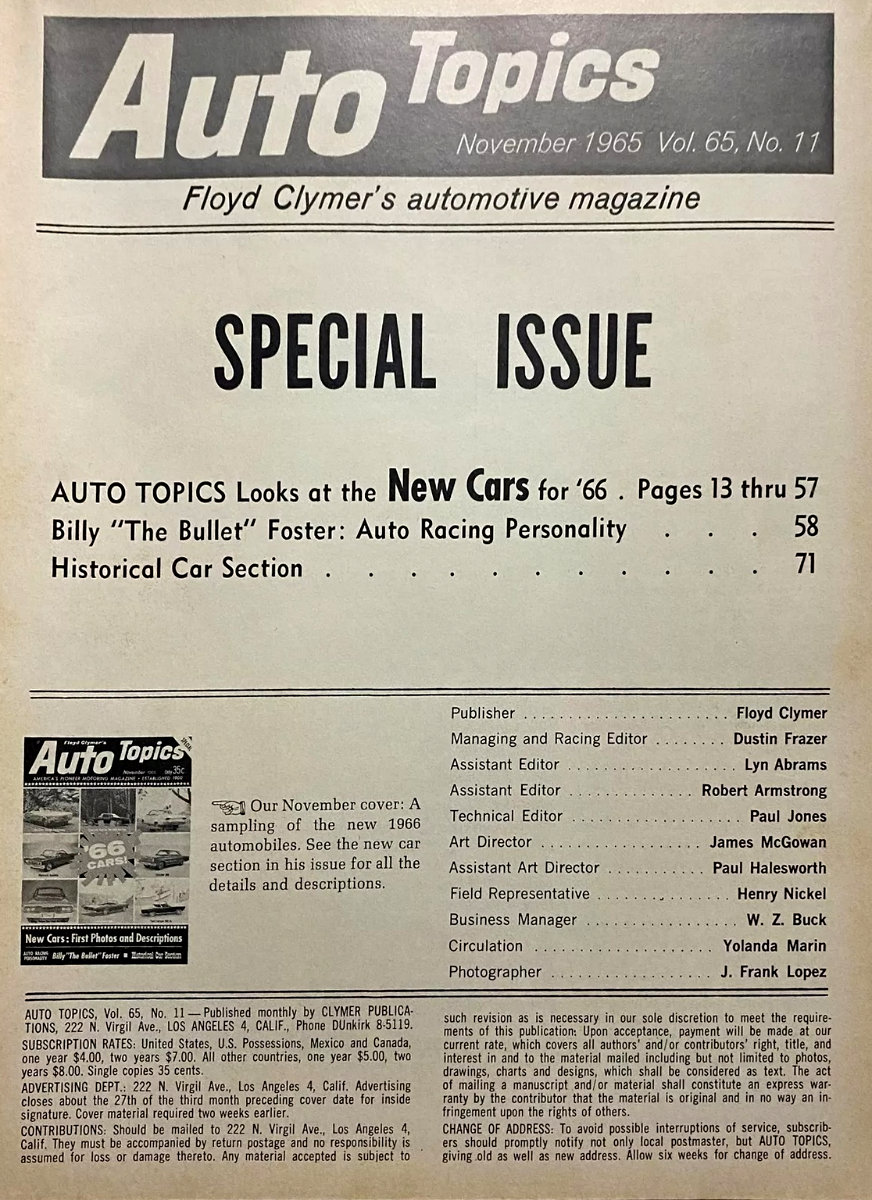 Auto Topics
November 1965 Vol. 65, No. 11
Floyd Clymer's automotive magazine
SPECIAL ISSUE
AUTO TOPICS Looks at the New Cars for '66 . Pages 13 thru 57
Billy "The Bullet" Foster: Auto Racing Personality . . . 58
Historical Car Section . . . . . . . . . . . 71
Floyd Clymer's
Auto Topics
November 1965 35c
AMERICA'S PIONEER MOTORING MAGAZINE • ESTABLISHED 1900
'66
CARS!
New Cars: First Photos and Descriptions
AUTO RACING
PERSONALITY
Billy "The Bullet" Foster ■ Historical Car Section
Our November cover: A
sampling of the new 1966
automobiles. See the new car
section in his issue for all the
details and descriptions.
Publisher ....................... Floyd Clymer
Managing and Racing Editor ........ Dustin Frazer
Assistant Editor ..................... Lyn Abrams
Assistant Editor ................ Robert Armstrong
Technical Editor ..................... Paul Jones
Art Director ................... James McGowan
Assistant Art Director ........... Paul Halesworth
Field Representative ............... Henry Nickel
Business Manager ................. W. Z. Buck
Circulation .................... Yolanda Marin
Photographer .................. J. Frank Lopez
AUTO TOPICS, Vol. 65, No. 11 — Published monthly by CLYMER PUBLICA-
TIONS, 222 N. Virgil Ave., LOS ANGELES 4, CALIF., Phone DUnkirk 8-5119.
SUBSCRIPTION RATES: United States, U.S. Possessions, Mexico and Canada,
one year $4.00, two years $7.00. All other countries, one year $5.00, two
years $8.00. Single copies 35 cents.
ADVERTISING DEPT.: 222 N. Virgil Ave., Los Angeles 4, Calif. Advertising
closes about the 27th of the third month preceding cover date for inside
signature. Cover material required two weeks earlier.
CONTRIBUTIONS: Should be mailed to 222 N. Virgil Ave., Los Angeles 4,
Calif. They must be accompanied by return postage and no responsibility is
assumed for loss or damage thereto. Any material accepted is subject to
such revision as is necessary in our sole discretion to meet the require-
ments of this publication: Upon acceptance, payment will be made at our
current rate, which covers all authors' and/or contributors' right, title, and
interest in and to the material mailed including but not limited to photos,
drawings, charts and designs, which shall be considered as text. The act
of mailing a manuscript and/or material shall constitute an express war-
ranty by the contributor that the material is original and in no way an in-
fringement upon the rights of others.
CHANGE OF ADDRESS: To avoid possible interruptions of service, subscrib-
ers should promptly notify not only local postmaster, but AUTO TOPICS,
giving old as well as new address. Allow six weeks for change of address.